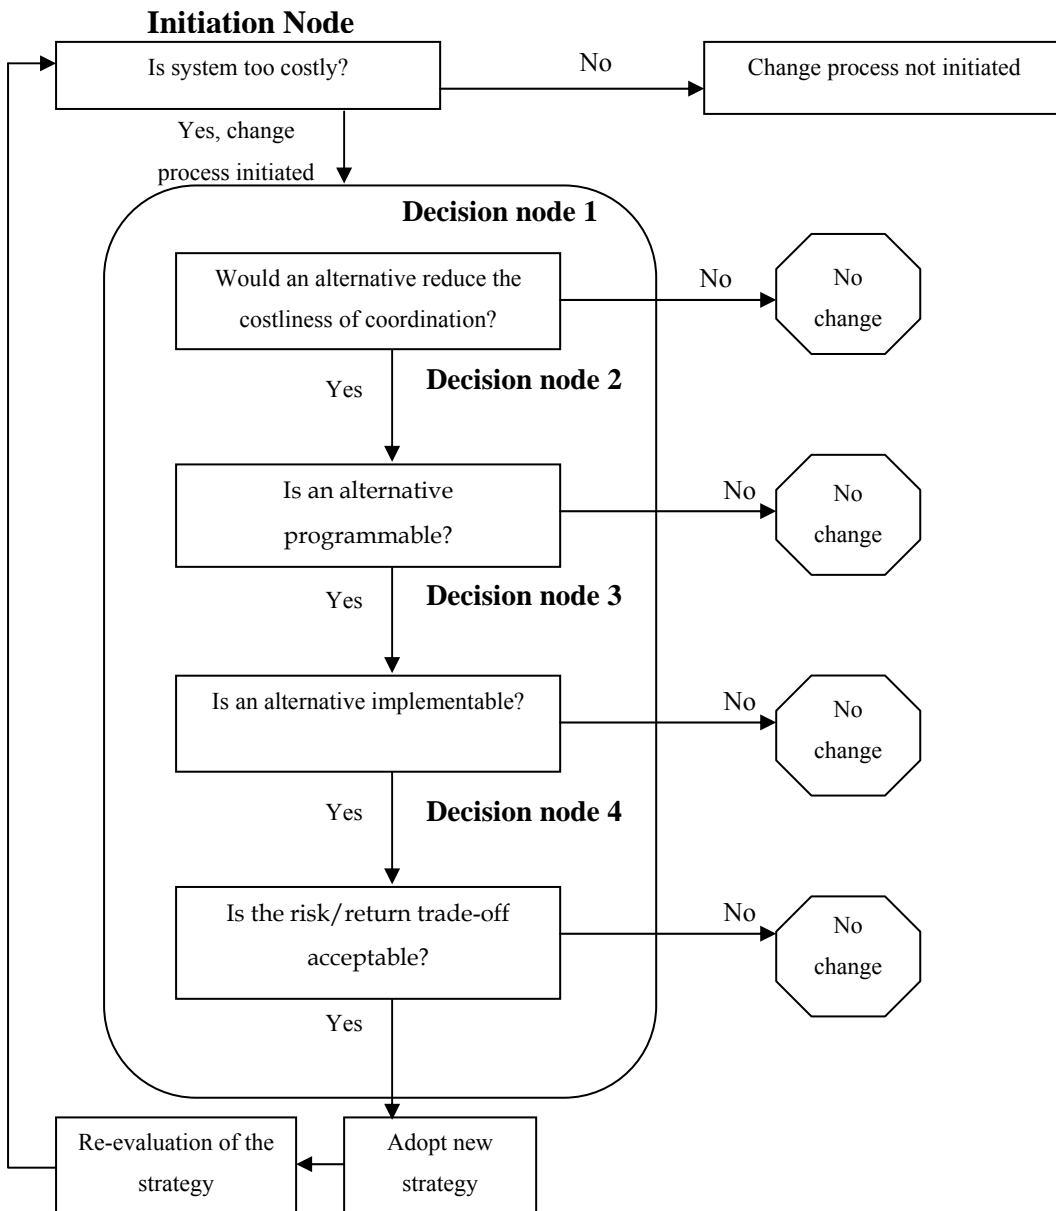 Initiation Node
Is system too costly?
No
Change process not initiated
Yes, change
process initiated
Decision node 1
Would an alternative reduce the
costliness of coordination?
No
No
change
Yes
Decision node 2
Is an alternative
programmable?
No
No
change
Yes
Decision node 3
Is an alternative implementable?
No
No
change
Yes
Decision node 4
Is the risk/return trade-off
acceptable?
No
No
change
Yes
Re-evaluation of the
strategy
Adopt new
strategy